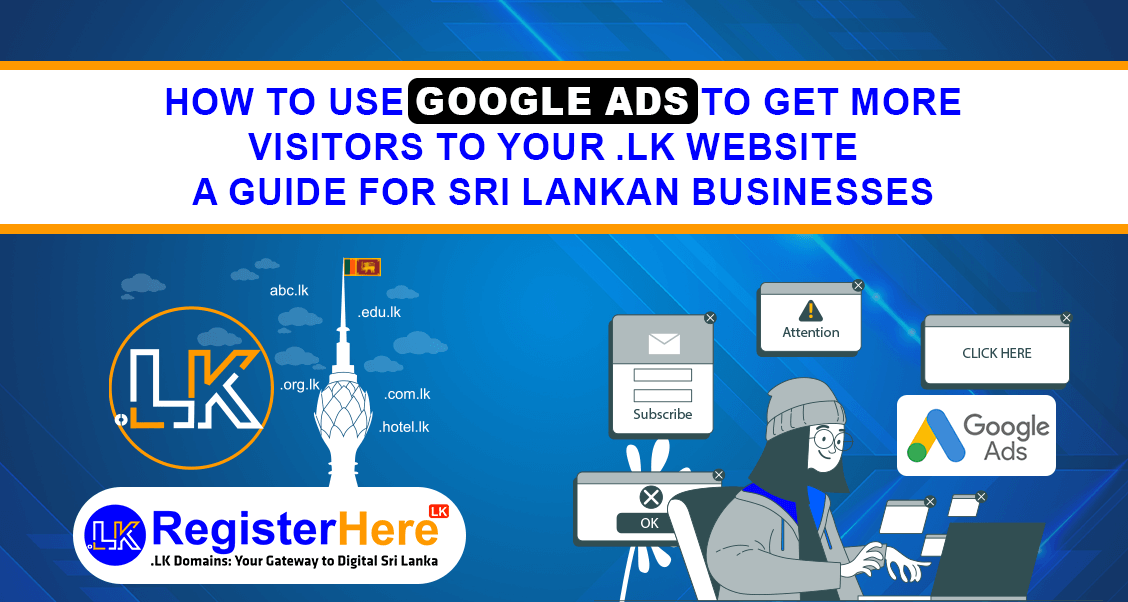 HOW TO USE GOOGLE ADS TO GET MORE
VISITORS TO YOUR .LK WEBSITE
A GUIDE FOR SRI LANKAN BUSINESSES
abc.lk
.edu.lk
.org.lk
.com.lk
.hotel.lk
.LK
.LK
RegisterHere
LK
.LK Domains: Your Gateway to Digital Sri Lanka
Attention
Subscribe
CLICK HERE
Google
Ads
OK